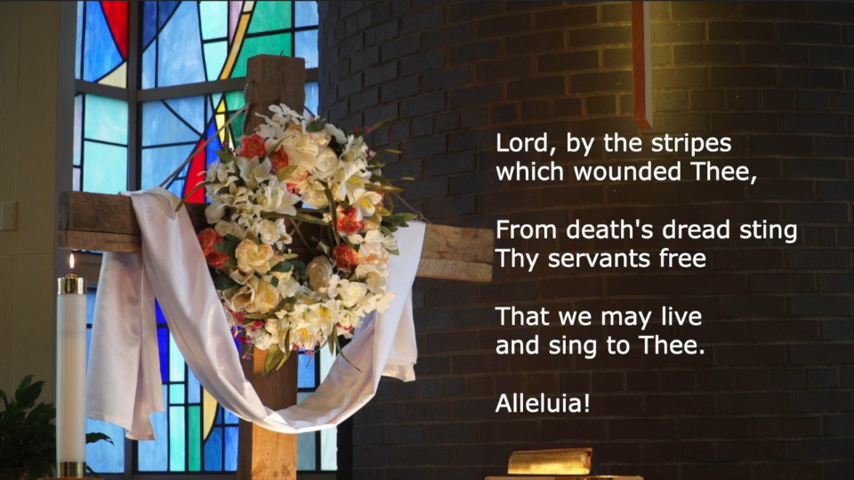 Lord, by the stripes
which wounded Thee,
From death's dread sting
Thy servants free
That we may live
and sing to Thee.
Alleluia!